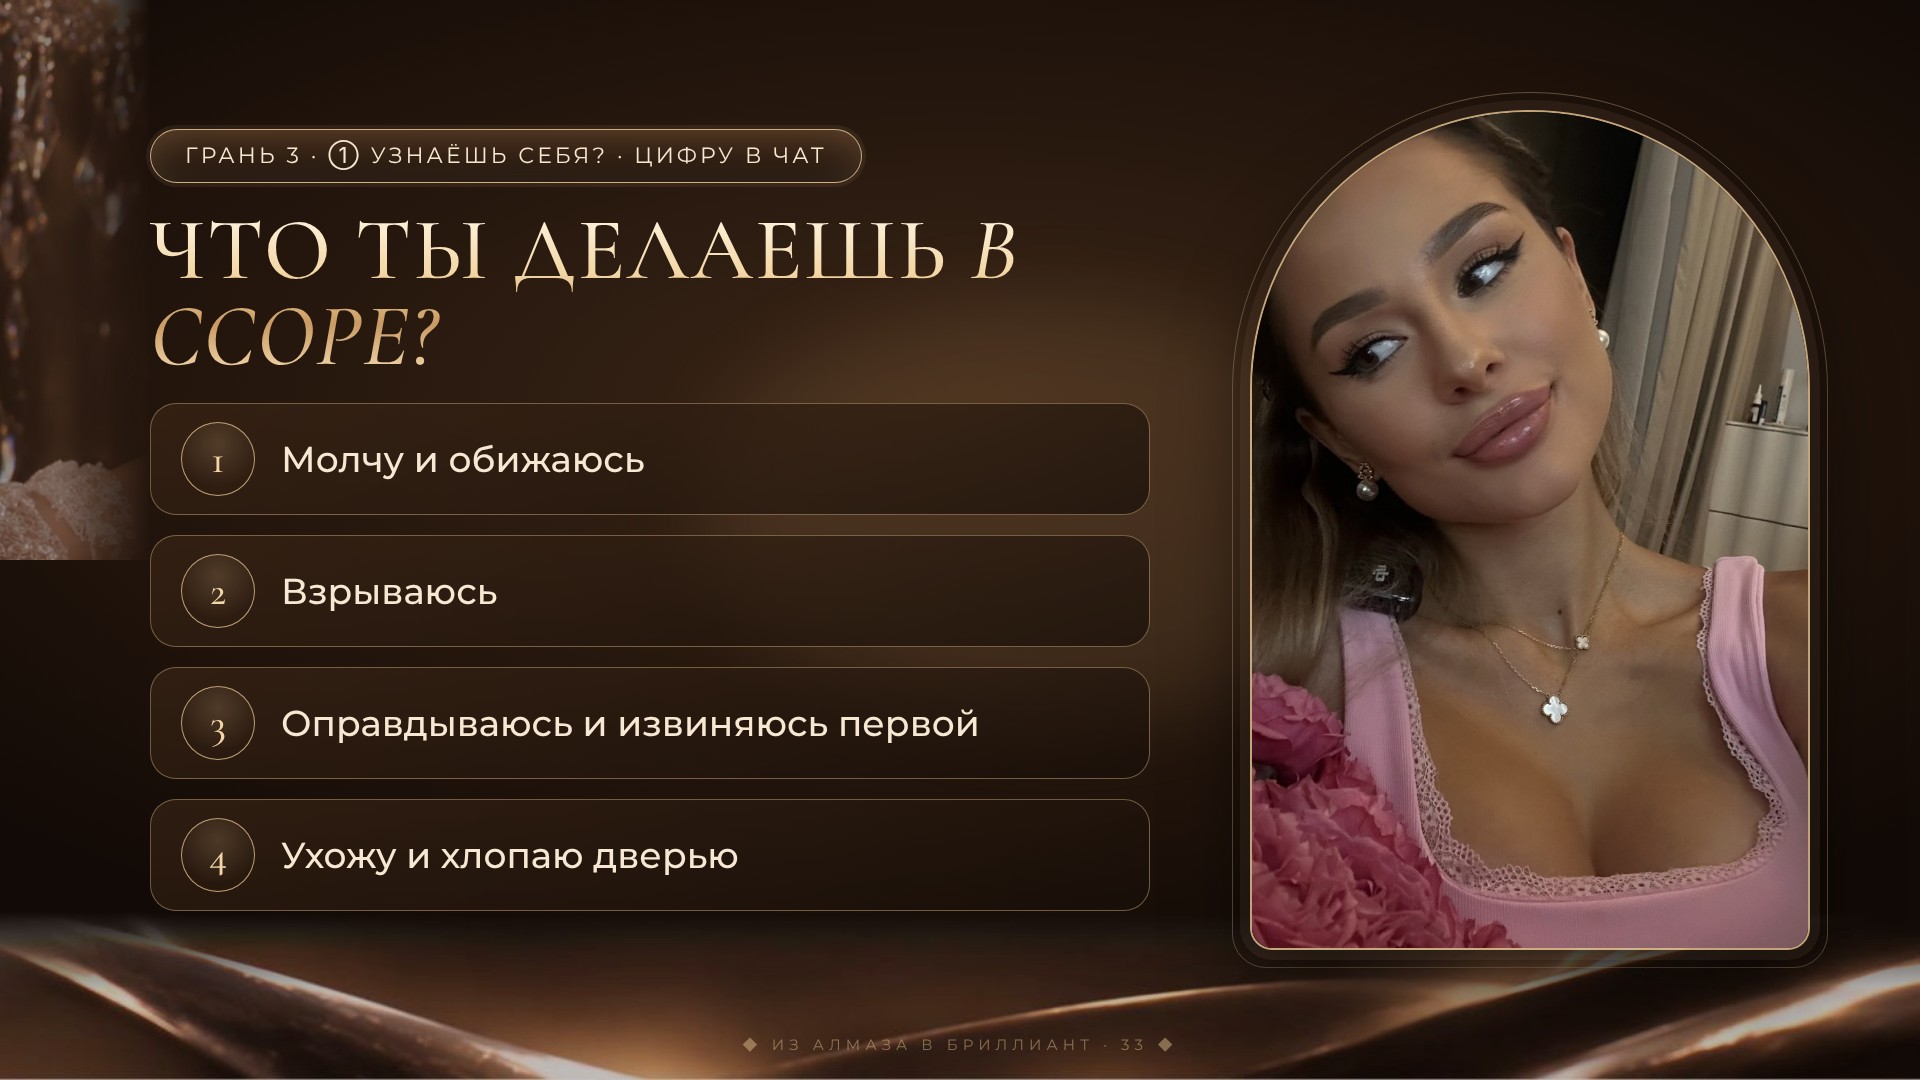 ГРАНЬ 3 · ① УЗНАЁШЬ СЕБЯ? · ЦИФРУ В ЧАТ
ЧТО ТЫ ДЕЛАЕШЬ В
ССОРЕ?
1 Молчу и обижаюсь
2 Взрываюсь
3 Оправдываюсь и извиняюсь первой
4 Ухожу и хлопаю дверью
◆ ИЗ АЛМАЗА В БРИЛЛИАНТ · 33 ◆